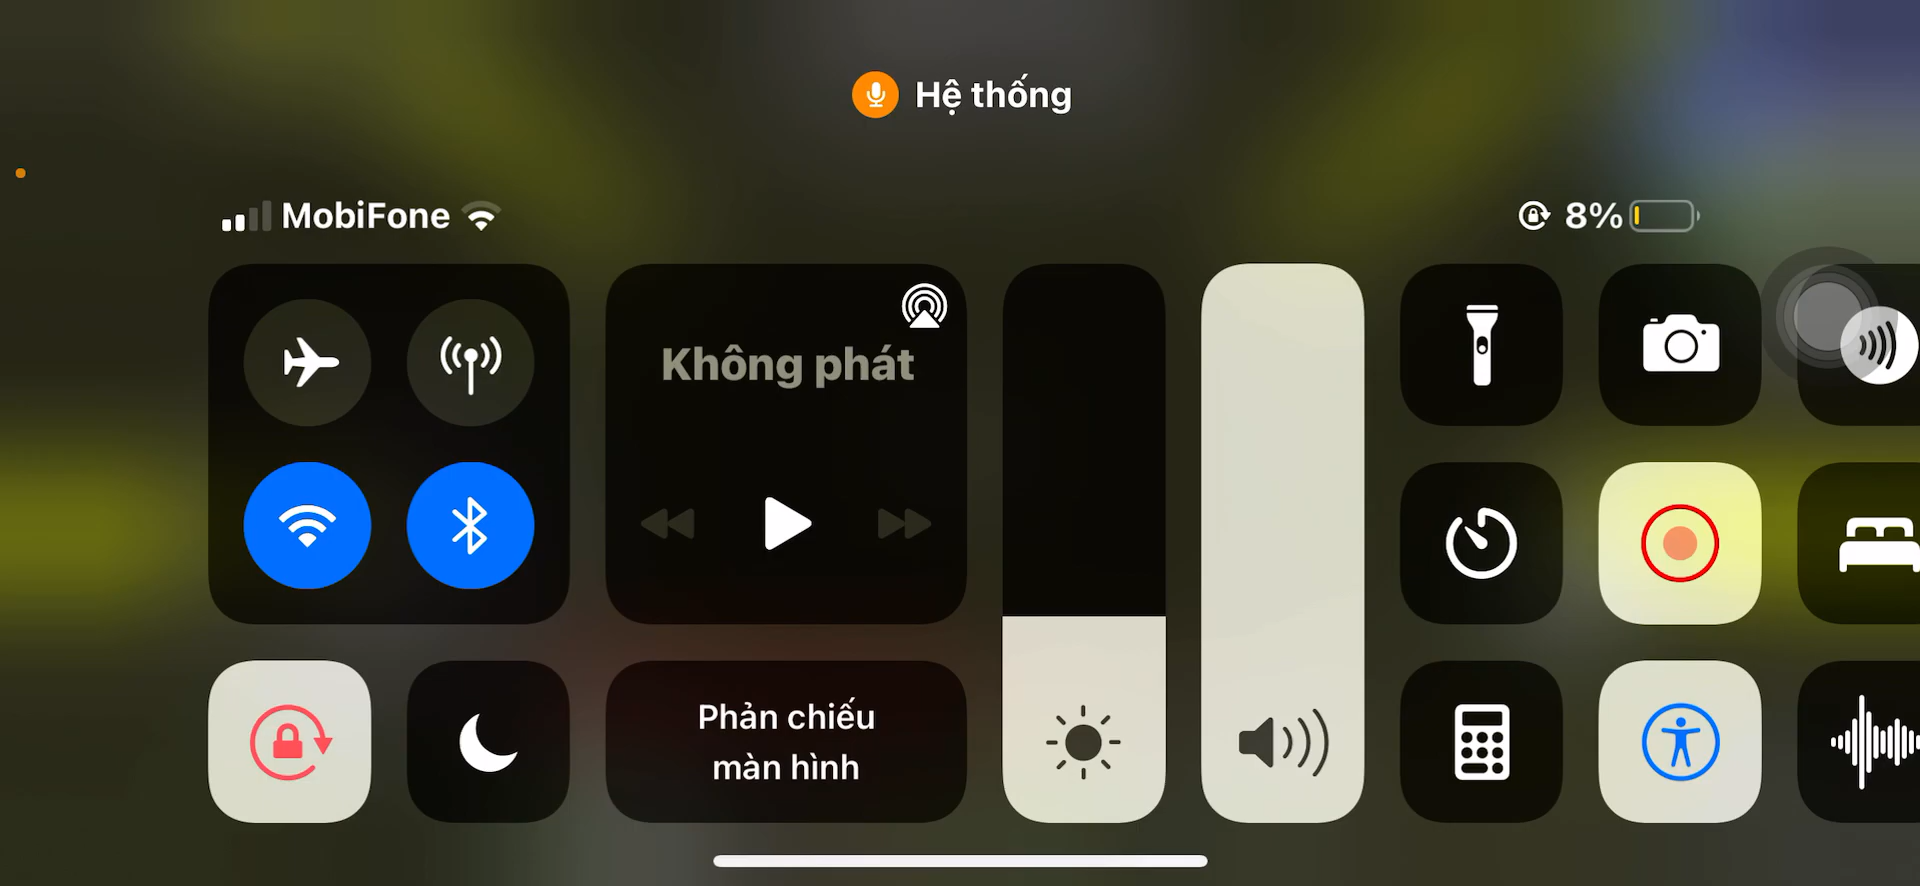 Hệ thống
MobiFone
8%
Không phát
Phản chiếu
màn hình